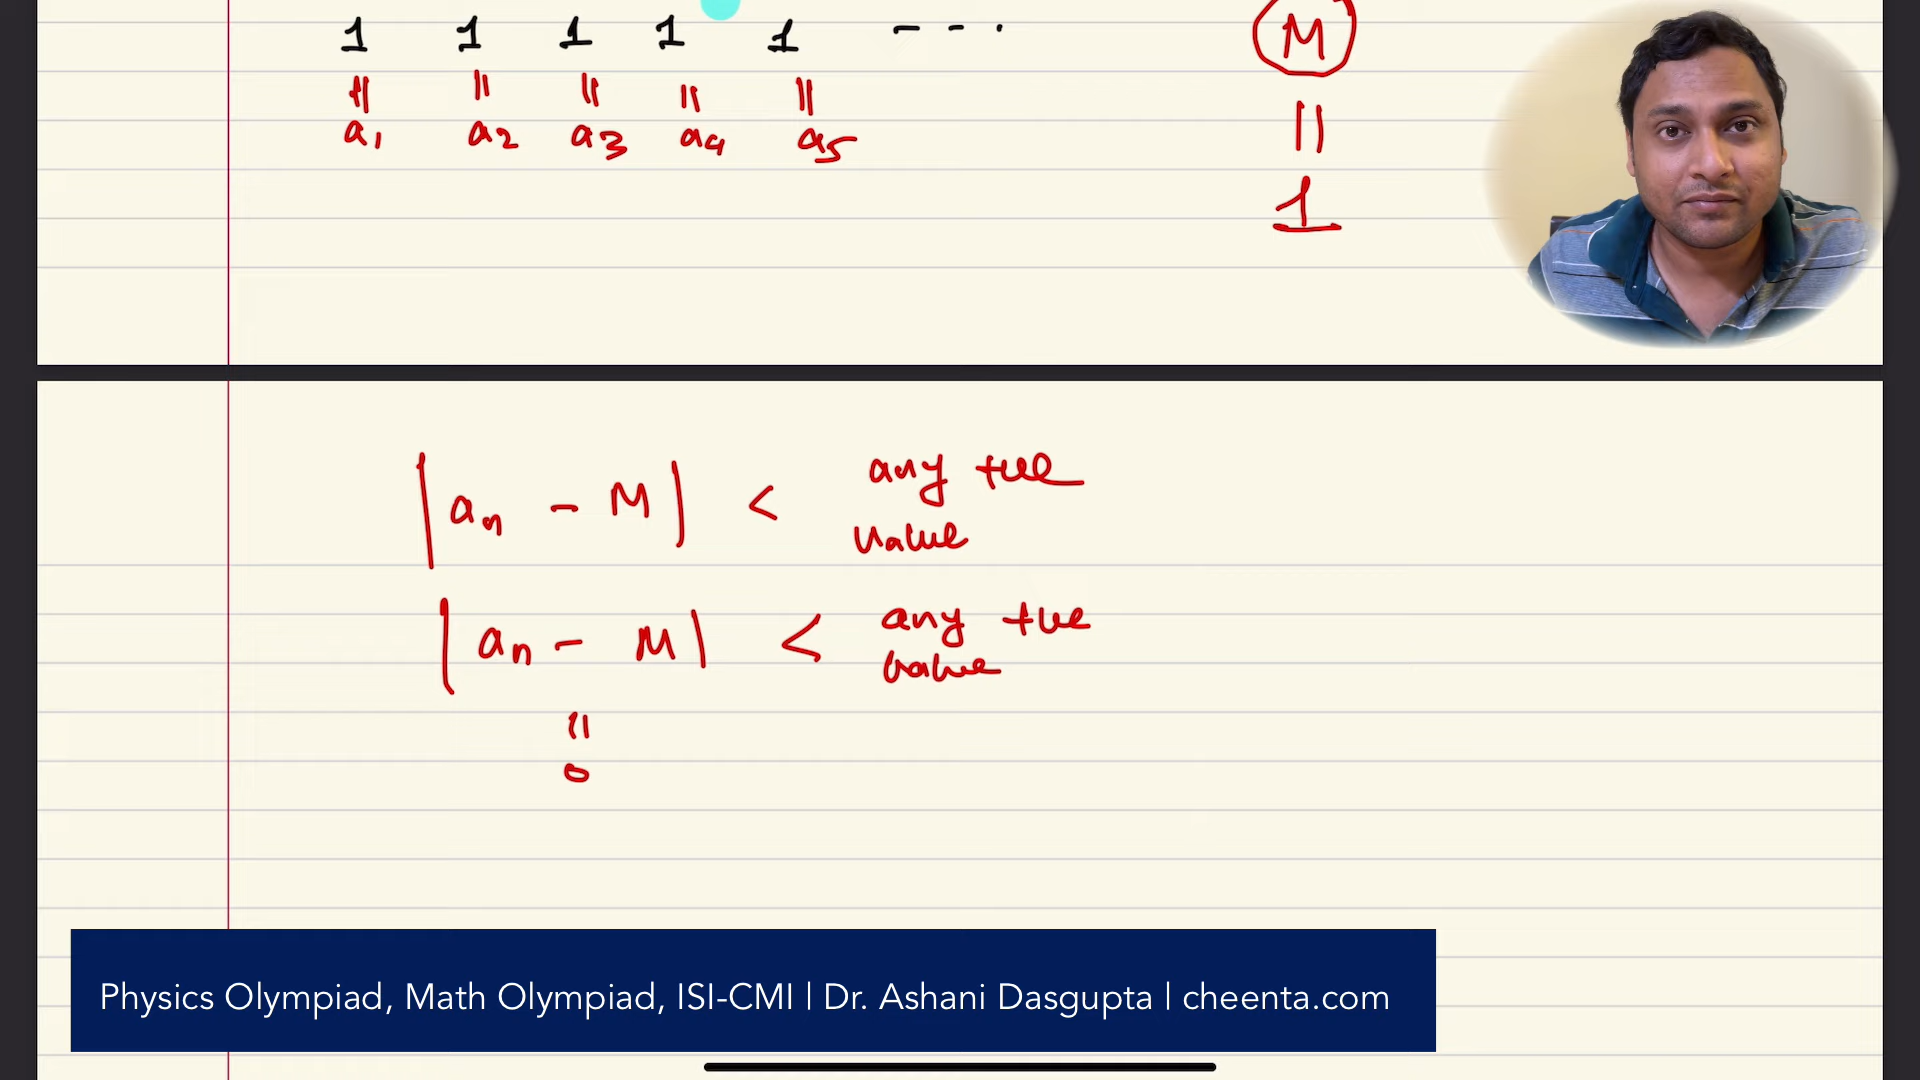 1 1 1 1 1 - - - M
|| || || || || ||
a1 a2 a3 a4 a5 1
|an - M| < any +ve
value
|an - M| < any +ve
value
||
0
Physics Olympiad, Math Olympiad, ISI-CMI | Dr. Ashani Dasgupta | cheenta.com